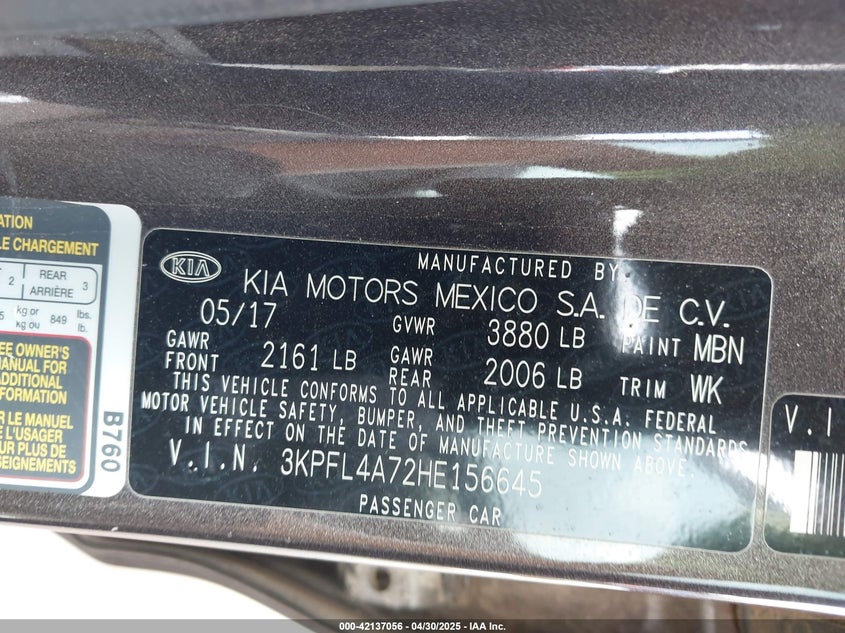 ATION
LE CHARGEMENT
2 REAR 3
ARRIÈRE
5 kg or 849 lbs.
kg ou lb.
EE OWNER'S
MANUAL FOR
ADDITIONAL
FORMATION
R LE MANUEL
E L'USAGER
UR PLUS DE
SEIGNEMENTS
B760
KIA
MANUFACTURED BY
KIA MOTORS MEXICO S.A. DE C.V.
05/17 GVWR 3880 LB PAINT MBN
GAWR FRONT 2161 LB GAWR REAR 2006 LB TRIM WK
THIS VEHICLE CONFORMS TO ALL APPLICABLE U.S.A. FEDERAL
MOTOR VEHICLE SAFETY, BUMPER, AND THEFT PREVENTION STANDARDS
IN EFFECT ON THE DATE OF MANUFACTURE SHOWN ABOVE.
V.I.N. 3KPFL4A72HE156645
PASSENGER CAR
V.I
000-42137056 - 04/30/2025 - IAA Inc.